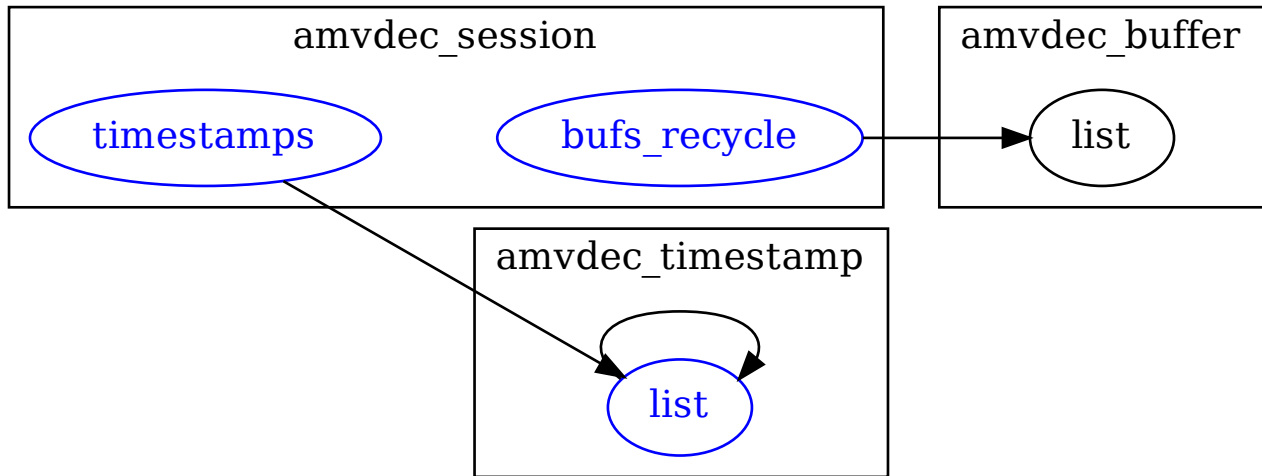 amvdec_session
amvdec_buffer
timestamps
bufs_recycle
list
amvdec_timestamp
list